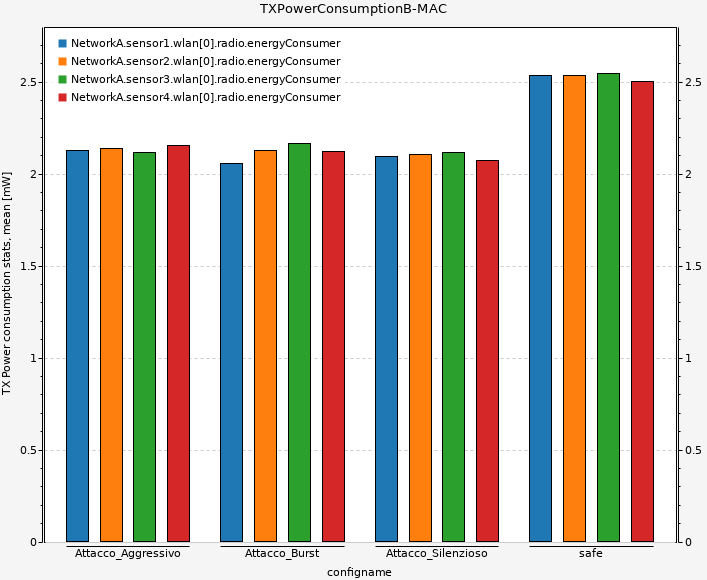 TXPowerConsumptionB-MAC
NetworkA.sensor1.wlan[0].radio.energyConsumer
NetworkA.sensor2.wlan[0].radio.energyConsumer
NetworkA.sensor3.wlan[0].radio.energyConsumer
NetworkA.sensor4.wlan[0].radio.energyConsumer
TX Power consumption stats, mean [mW]
2.5 2.5
2 2
1.5 1.5
1 1
0.5 0.5
0 0
Attacco_Aggressivo Attacco_Burst Attacco_Silenzioso safe
configname